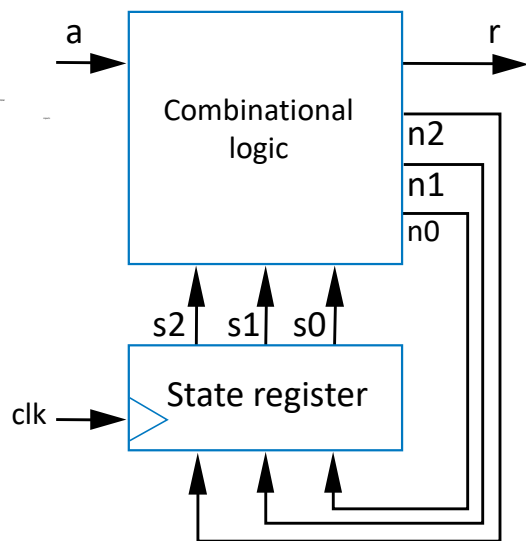 a
r
Combinational
logic
n2
n1
n0
s2 s1 s0
State register
clk